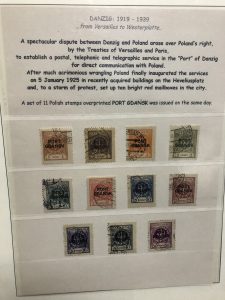 DANZIG: 1919 - 1939
...from Versailles to Westerplatte...
A spectacular dispute between Danzig and Poland arose over Poland's right,
by the Treaties of Versailles and Paris,
to establish a postal, telephonic and telegraphic service in the "Port" of Danzig
for direct communication with Poland.
After much acrimonious wrangling Poland finally inaugurated the services
on 5 January 1925 in recently acquired buildings on the Heveliusplatz
and, to a storm of protest, set up ten bright red mailboxes in the city.
A set of 11 Polish stamps overprinted PORT GDAŃSK was issued on the same day.
PORT
GDAŃSK